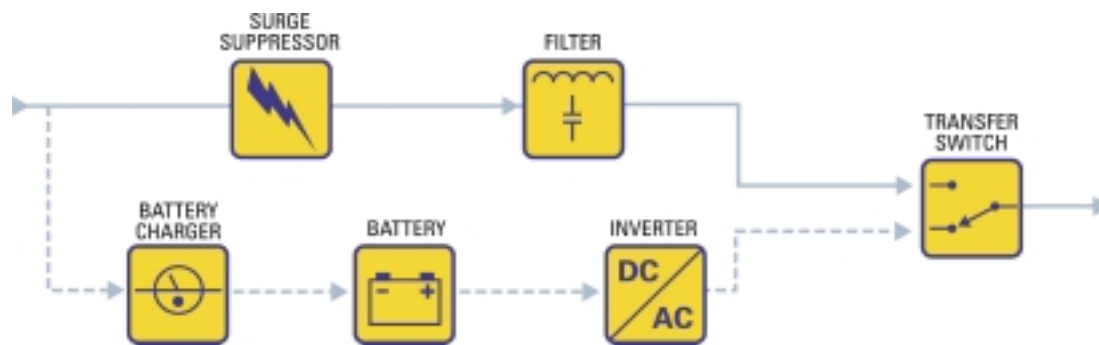 SURGE
SUPPRESSOR
FILTER
TRANSFER
SWITCH
BATTERY
CHARGER
BATTERY
INVERTER
DC
AC